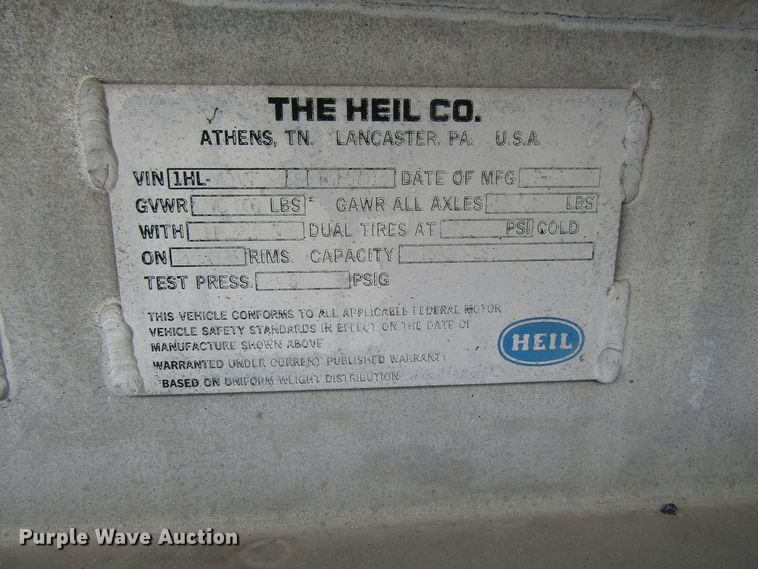 THE HEIL CO.
ATHENS, TN. LANCASTER, PA. U.S.A.
VIN 1HL- DATE OF MFG
GVWR LBS GAWR ALL AXLES LBS
WITH DUAL TIRES AT PSI COLD
ON RIMS. CAPACITY
TEST PRESS. PSIG
THIS VEHICLE CONFORMS TO ALL APPLICABLE FEDERAL MOTOR
VEHICLE SAFETY STANDARDS IN EFFECT ON THE DATE OF
MANUFACTURE SHOWN ABOVE
WARRANTED UNDER CURRENT PUBLISHED WARRANTY
BASED ON UNIFORM WEIGHT DISTRIBUTION
HEIL
Purple Wave Auction